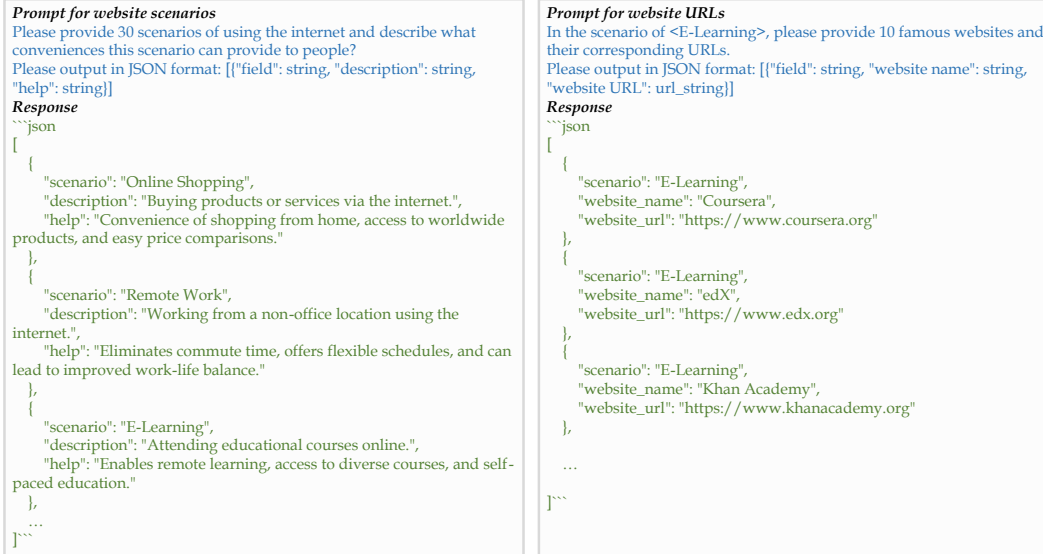 Prompt for website scenarios
Please provide 30 scenarios of using the internet and describe what
conveniences this scenario can provide to people?
Please output in JSON format: [{"field": string, "description": string,
"help": string}]
Response
```json
[
{
"scenario": "Online Shopping",
"description": "Buying products or services via the internet.",
"help": "Convenience of shopping from home, access to worldwide
products, and easy price comparisons."
},
{
"scenario": "Remote Work",
"description": "Working from a non-office location using the
internet.",
"help": "Eliminates commute time, offers flexible schedules, and can
lead to improved work-life balance."
},
{
"scenario": "E-Learning",
"description": "Attending educational courses online.",
"help": "Enables remote learning, access to diverse courses, and self-
paced education."
},
…
]```
Prompt for website URLs
In the scenario of <E-Learning>, please provide 10 famous websites and
their corresponding URLs.
Please output in JSON format: [{"field": string, "website name": string,
"website URL": url_string}]
Response
```json
[
{
"scenario": "E-Learning",
"website_name": "Coursera",
"website_url": "https://www.coursera.org"
},
{
"scenario": "E-Learning",
"website_name": "edX",
"website_url": "https://www.edx.org"
},
{
"scenario": "E-Learning",
"website_name": "Khan Academy",
"website_url": "https://www.khanacademy.org"
},
…
]```